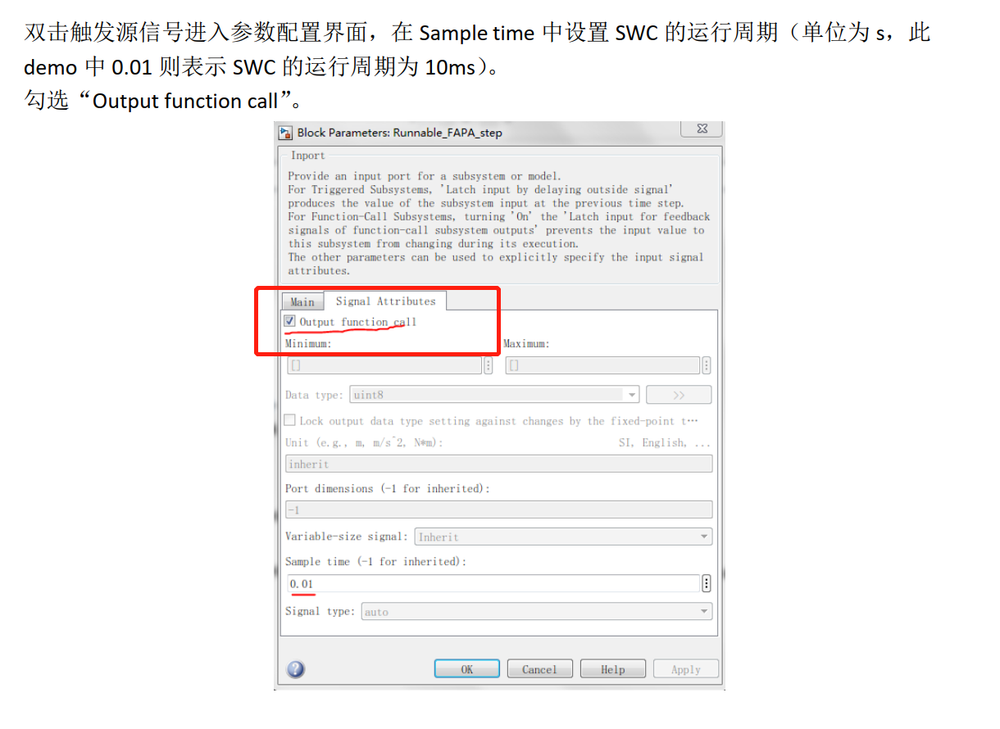 双击触发源信号进入参数配置界面，在 Sample time 中设置 SWC 的运行周期（单位为 s，此
demo 中 0.01 则表示 SWC 的运行周期为 10ms）。
勾选“Output function call”。
Block Parameters: Runnable_FAPA_step
Inport
Provide an input port for a subsystem or model.
For Triggered Subsystems, 'Latch input by delaying outside signal'
produces the value of the subsystem input at the previous time step.
For Function-Call Subsystems, turning 'On' the 'Latch input for feedback
signals of function-call subsystem outputs' prevents the input value to
this subsystem from changing during its execution.
The other parameters can be used to explicitly specify the input signal
attributes.
Main Signal Attributes
Output function call
Minimum: Maximum:
[] []
Data type: uint8 >>
Lock output data type setting against changes by the fixed-point t...
Unit (e.g., m, m/s^2, N*m): SI, English, ...
inherit
Port dimensions (-1 for inherited):
-1
Variable-size signal: Inherit
Sample time (-1 for inherited):
0.01
Signal type: auto
? OK Cancel Help Apply